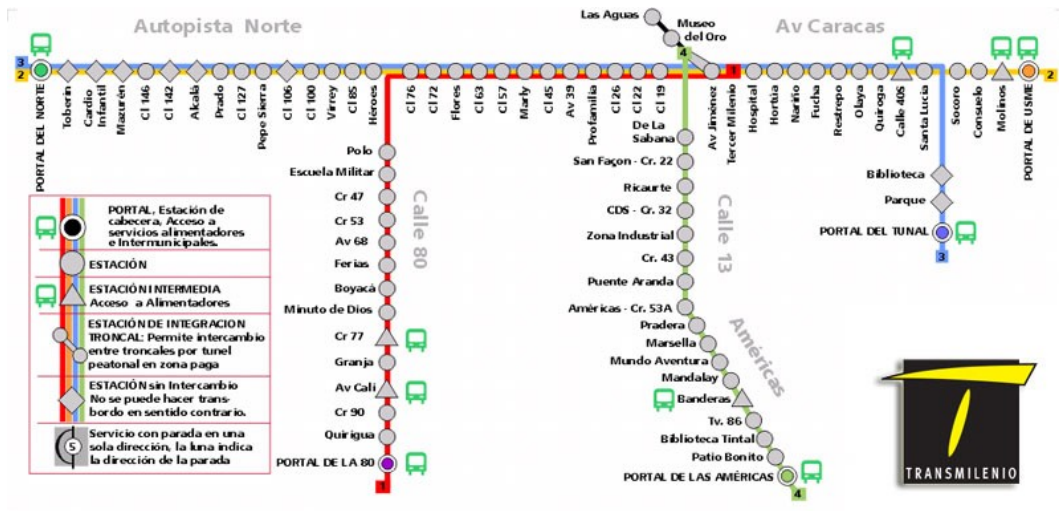 Autopista Norte
Av Caracas
Las Aguas
Museo
del Oro
4
3
2
1
2
PORTAL DEL NORTE
Toberin
Cardio
Infantil
Mazurén
Cl 146
Cl 142
Alcalá
Prado
Cl 127
Pepe Sierra
Cl 106
Cl 100
Virrey
Cl 85
Héroes
Cl 76
Cl 72
Flores
Cl 63
Cl 57
Marly
Cl 45
Av 39
Profamilia
Cl 26
Cl 22
Cl 19
Av Jiménez
Tercer Milenio
Hospital
Hortúa
Nariño
Fucha
Restrepo
Olaya
Quiroga
Calle 40S
Santa Lucia
Socoro
Consuelo
Molinos
PORTAL DE USME
Polo
Escuela Militar
Cr 47
Cr 53
Av 68
Ferias
Boyacá
Minuto de Dios
Cr 77
Granja
Av Cali
Cr 90
Quirigua
PORTAL DE LA 80
1
Calle 80
De La
Sabana
San Façon - Cr. 22
Ricaurte
CDS - Cr. 32
Zona Industrial
Cr. 43
Puente Aranda
Américas - Cr. 53A
Pradera
Marsella
Mundo Aventura
Mandalay
Banderas
Tv. 86
Biblioteca Tintal
Patio Bonito
PORTAL DE LAS AMÉRICAS
4
Calle 13
Américas
Biblioteca
Parque
PORTAL DEL TUNAL
3
PORTAL, Estación de
cabecera, Acceso a
servicios alimentadores
e Intermunicipales.
ESTACIÓN
ESTACIÓN INTERMEDIA
Acceso a Alimentadores
ESTACIÓN DE INTEGRACION
TRONCAL: Permite intercambio
entre troncales por tunel
peatonal en zona paga
ESTACIÓN sin Intercambio
No se puede hacer trans-
bordo en sentido contrario.
S
Servicio con parada en una
sola dirección, la luna indica
la dirección de la parada
TRANSMILENIO